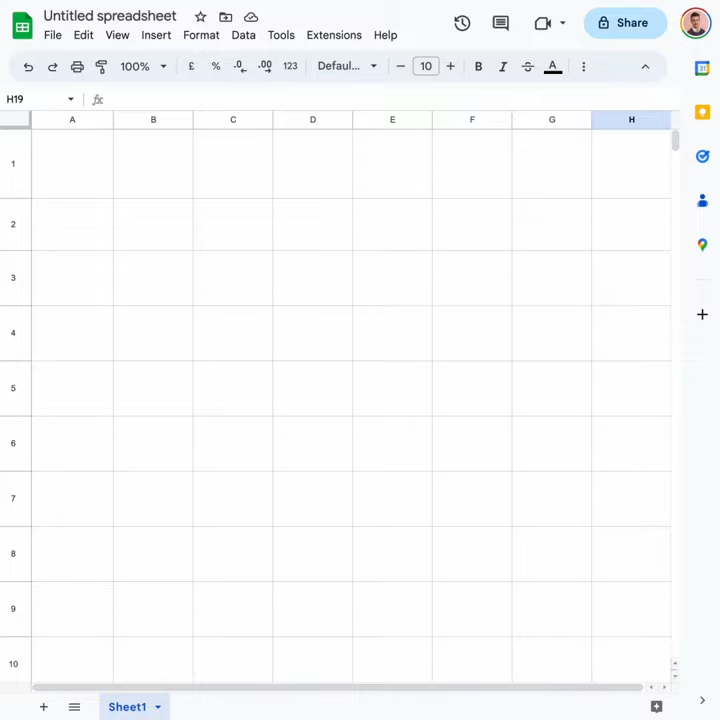 Untitled spreadsheet
File Edit View Insert Format Data Tools Extensions Help
Share
100% £ % .0 .00 123 Defaul... 10 B I S A
31
H19 fx
A B C D E F G H
1
2
3
4
5
6
7
8
9
10
Sheet1